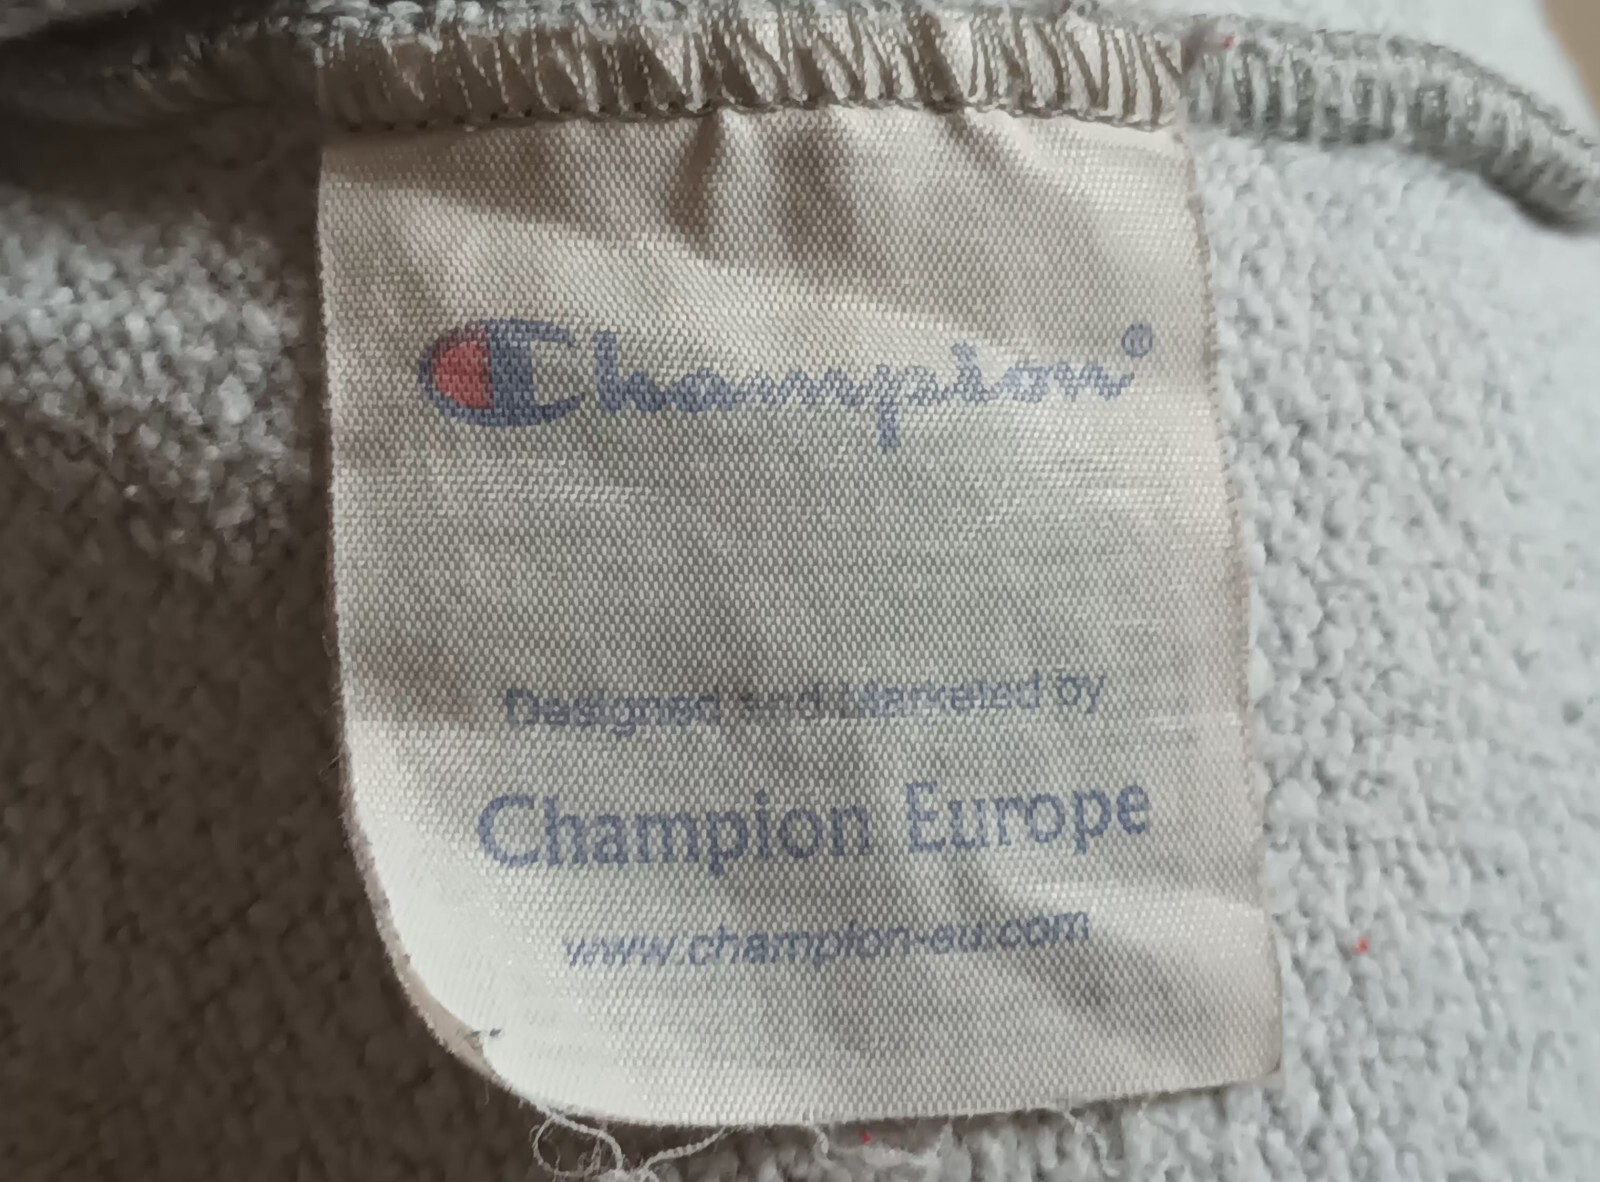 Champion®
Designed and Marketed by
Champion Europe
www.champion-eu.com